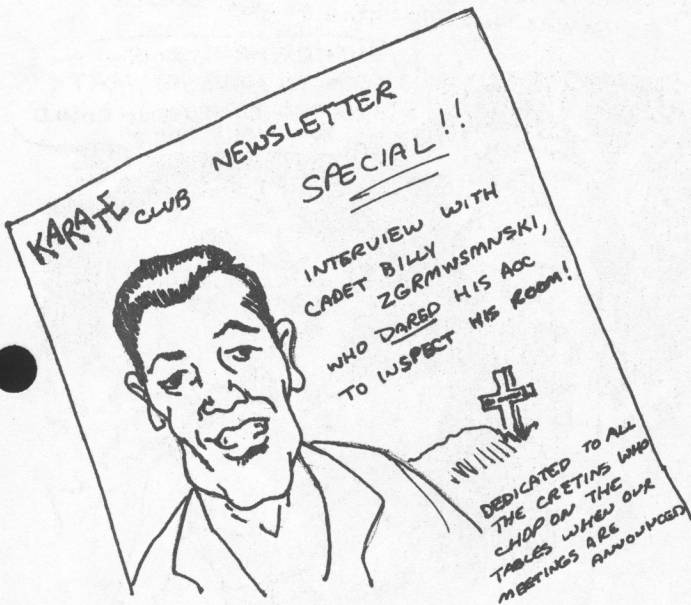 KARATE CLUB NEWSLETTER
SPECIAL!!
INTERVIEW WITH
CADET BILLY
ZGRMWSMNSKI,
WHO DARED HIS AOC
TO INSPECT HIS ROOM!
DEDICATED TO ALL
THE CRETINS WHO
CHOP ON THE
TABLES WHEN OUR
MEETINGS ARE
ANNOUNCED